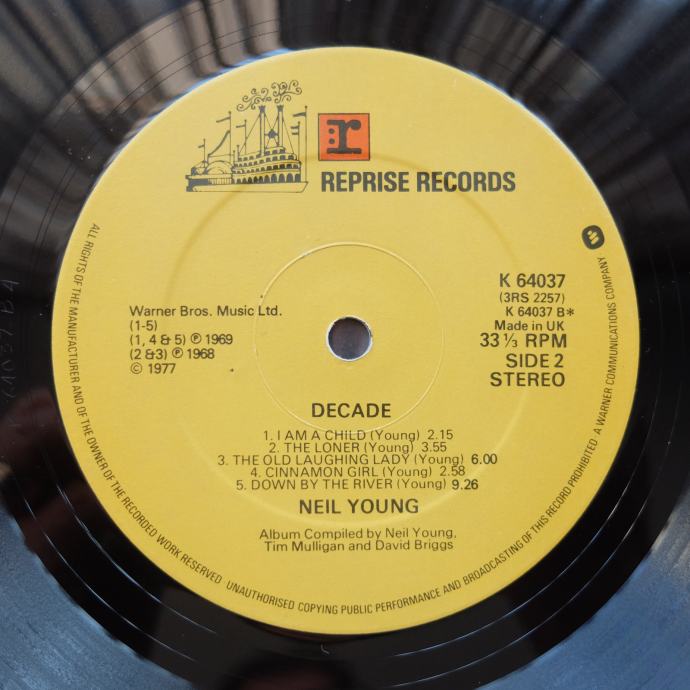 r
REPRISE RECORDS
K 64037
(3RS 2257)
K 64037 B*
Made in UK
33 ⅓ RPM
SIDE 2
STEREO
Warner Bros. Music Ltd.
(1-5)
(1, 4 & 5) ℗ 1969
(2 & 3) ℗ 1968
© 1977
DECADE
1. I AM A CHILD (Young) 2.15
2. THE LONER (Young) 3.55
3. THE OLD LAUGHING LADY (Young) 6.00
4. CINNAMON GIRL (Young) 2.58
5. DOWN BY THE RIVER (Young) 9.26
NEIL YOUNG
Album Compiled by Neil Young,
Tim Mulligan and David Briggs
ALL RIGHTS OF THE MANUFACTURER AND OF THE OWNER OF THE RECORDED WORK RESERVED UNAUTHORISED COPYING PUBLIC PERFORMANCE AND BROADCASTING OF THIS RECORD PROHIBITED A WARNER COMMUNICATIONS COMPANY